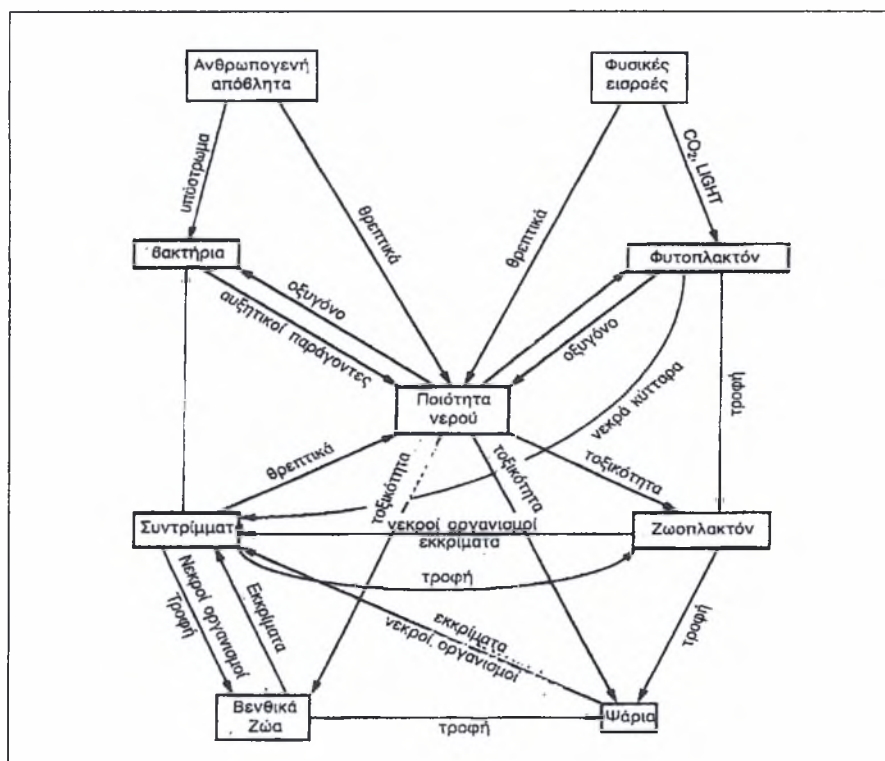 Ανθρωπογενή
απόβλητα
Φυσικές
εισροές
υπόστρωμα
θρεπτικά
θρεπτικά
CO₂, LIGHT
βακτήρια
Φυτοπλακτόν
οξυγόνο
αυξητικοί παράγοντες
οξυγόνο
Ποιότητα
νερού
νεκρά κύτταρα
τροφή
θρεπτικά
τοξικότητα
τοξικότητα
τοξικότητα
Συντρίμματ
νεκροί οργανισμοί
εκκρίματα
Ζωοπλακτόν
τροφή
Τροφή
Νεκροί οργανισμοί
Εκκρίματα
εκκρίματα
νεκροί οργανισμοί
τροφή
Βενθικά
Ζώα
τροφή
Ψάρια